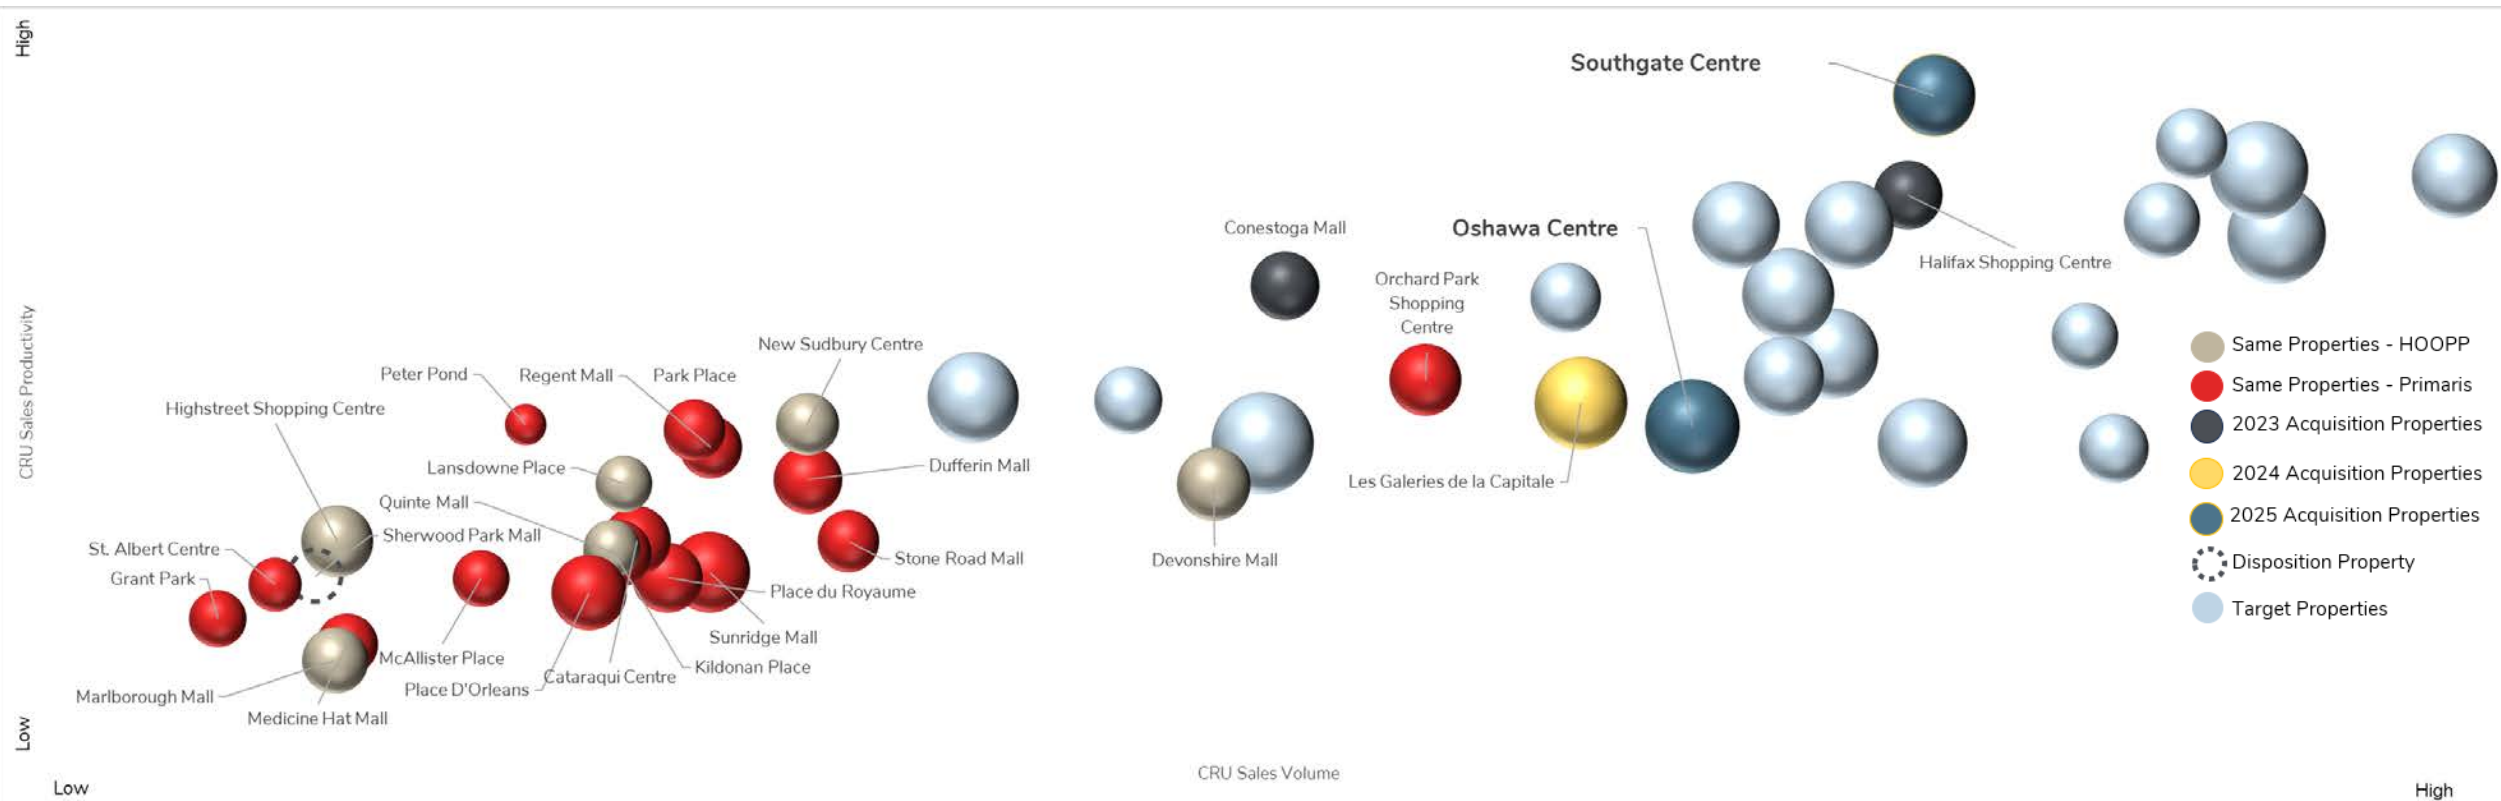 High
Southgate Centre
Conestoga Mall
Oshawa Centre
Halifax Shopping Centre
Orchard Park
Shopping
Centre
CRU Sales Productivity
New Sudbury Centre
Peter Pond
Regent Mall
Park Place
Highstreet Shopping Centre
Lansdowne Place
Dufferin Mall
Les Galeries de la Capitale
Quinte Mall
Sherwood Park Mall
St. Albert Centre
Stone Road Mall
Devonshire Mall
Grant Park
Place du Royaume
Sunridge Mall
McAllister Place
Kildonan Place
Cataraqui Centre
Place D'Orleans
Marlborough Mall
Medicine Hat Mall
Same Properties - HOOPP
Same Properties - Primaris
2023 Acquisition Properties
2024 Acquisition Properties
2025 Acquisition Properties
Disposition Property
Target Properties
Low
CRU Sales Volume
Low
High